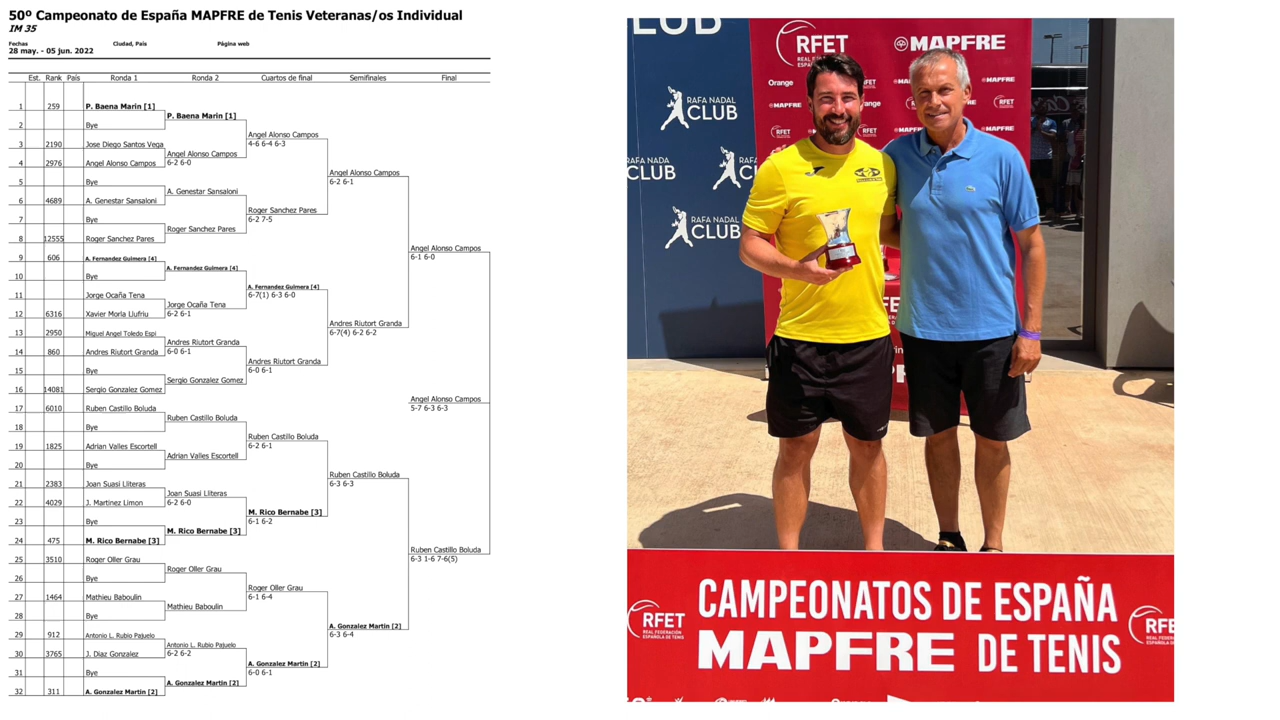 50º Campeonato de España MAPFRE de Tenis Veteranas/os Individual
IM 35
Fechas Ciudad, País Página web
28 may. - 05 jun. 2022
Est. Rank País Ronda 1 Ronda 2 Cuartos de final Semifinales Final
1 259 P. Baena Marin [1]
P. Baena Marin [1]
2 Bye
Angel Alonso Campos
4-6 6-4 6-3
3 2190 Jose Diego Santos Vega
Angel Alonso Campos
6-2 6-0
4 2976 Angel Alonso Campos
Angel Alonso Campos
6-2 6-1
5 Bye
A. Genestar Sansaloni
6 4689 A. Genestar Sansaloni
Roger Sanchez Pares
6-2 7-5
7 Bye
Roger Sanchez Pares
8 12555 Roger Sanchez Pares
Angel Alonso Campos
6-1 6-0
9 606 A. Fernandez Guimera [4]
A. Fernandez Guimera [4]
10 Bye
A. Fernandez Guimera [4]
6-7(1) 6-3 6-0
11 Jorge Ocaña Tena
Jorge Ocaña Tena
6-2 6-1
12 6316 Xavier Morla Llufriu
Andres Riutort Granda
6-7(4) 6-2 6-2
13 2950 Miguel Angel Toledo Espi
Andres Riutort Granda
6-0 6-1
14 860 Andres Riutort Granda
Andres Riutort Granda
6-0 6-1
15 Bye
Sergio Gonzalez Gomez
16 14081 Sergio Gonzalez Gomez
Angel Alonso Campos
5-7 6-3 6-3
17 6010 Ruben Castillo Boluda
Ruben Castillo Boluda
18 Bye
Ruben Castillo Boluda
6-2 6-1
19 1825 Adrian Valles Escortell
Adrian Valles Escortell
20 Bye
Ruben Castillo Boluda
6-3 6-3
21 2383 Joan Suasi Lliteras
Joan Suasi Lliteras
6-2 6-0
22 4029 J. Martinez Limon
M. Rico Bernabe [3]
6-1 6-2
23 Bye
M. Rico Bernabe [3]
24 475 M. Rico Bernabe [3]
Ruben Castillo Boluda
6-3 1-6 7-6(5)
25 3510 Roger Oller Grau
Roger Oller Grau
26 Bye
Roger Oller Grau
6-1 6-4
27 1464 Mathieu Baboulin
Mathieu Baboulin
28 Bye
A. Gonzalez Martin [2]
6-3 6-4
29 912 Antonio L. Rubio Pajuelo
Antonio L. Rubio Pajuelo
6-2 6-2
30 3765 J. Diaz Gonzalez
A. Gonzalez Martin [2]
6-0 6-1
31 Bye
A. Gonzalez Martin [2]
32 311 A. Gonzalez Martin [2]
CLUB
RFET
MAPFRE
Orange
MAPFRE
RAFA NADAL
CLUB
RAFA NADA
CLUB
RAFA NADAL
CLUB
CAMPEONATOS DE ESPAÑA
MAPFRE DE TENIS
RFET
REAL FEDERACIÓN
ESPAÑOLA DE TENIS